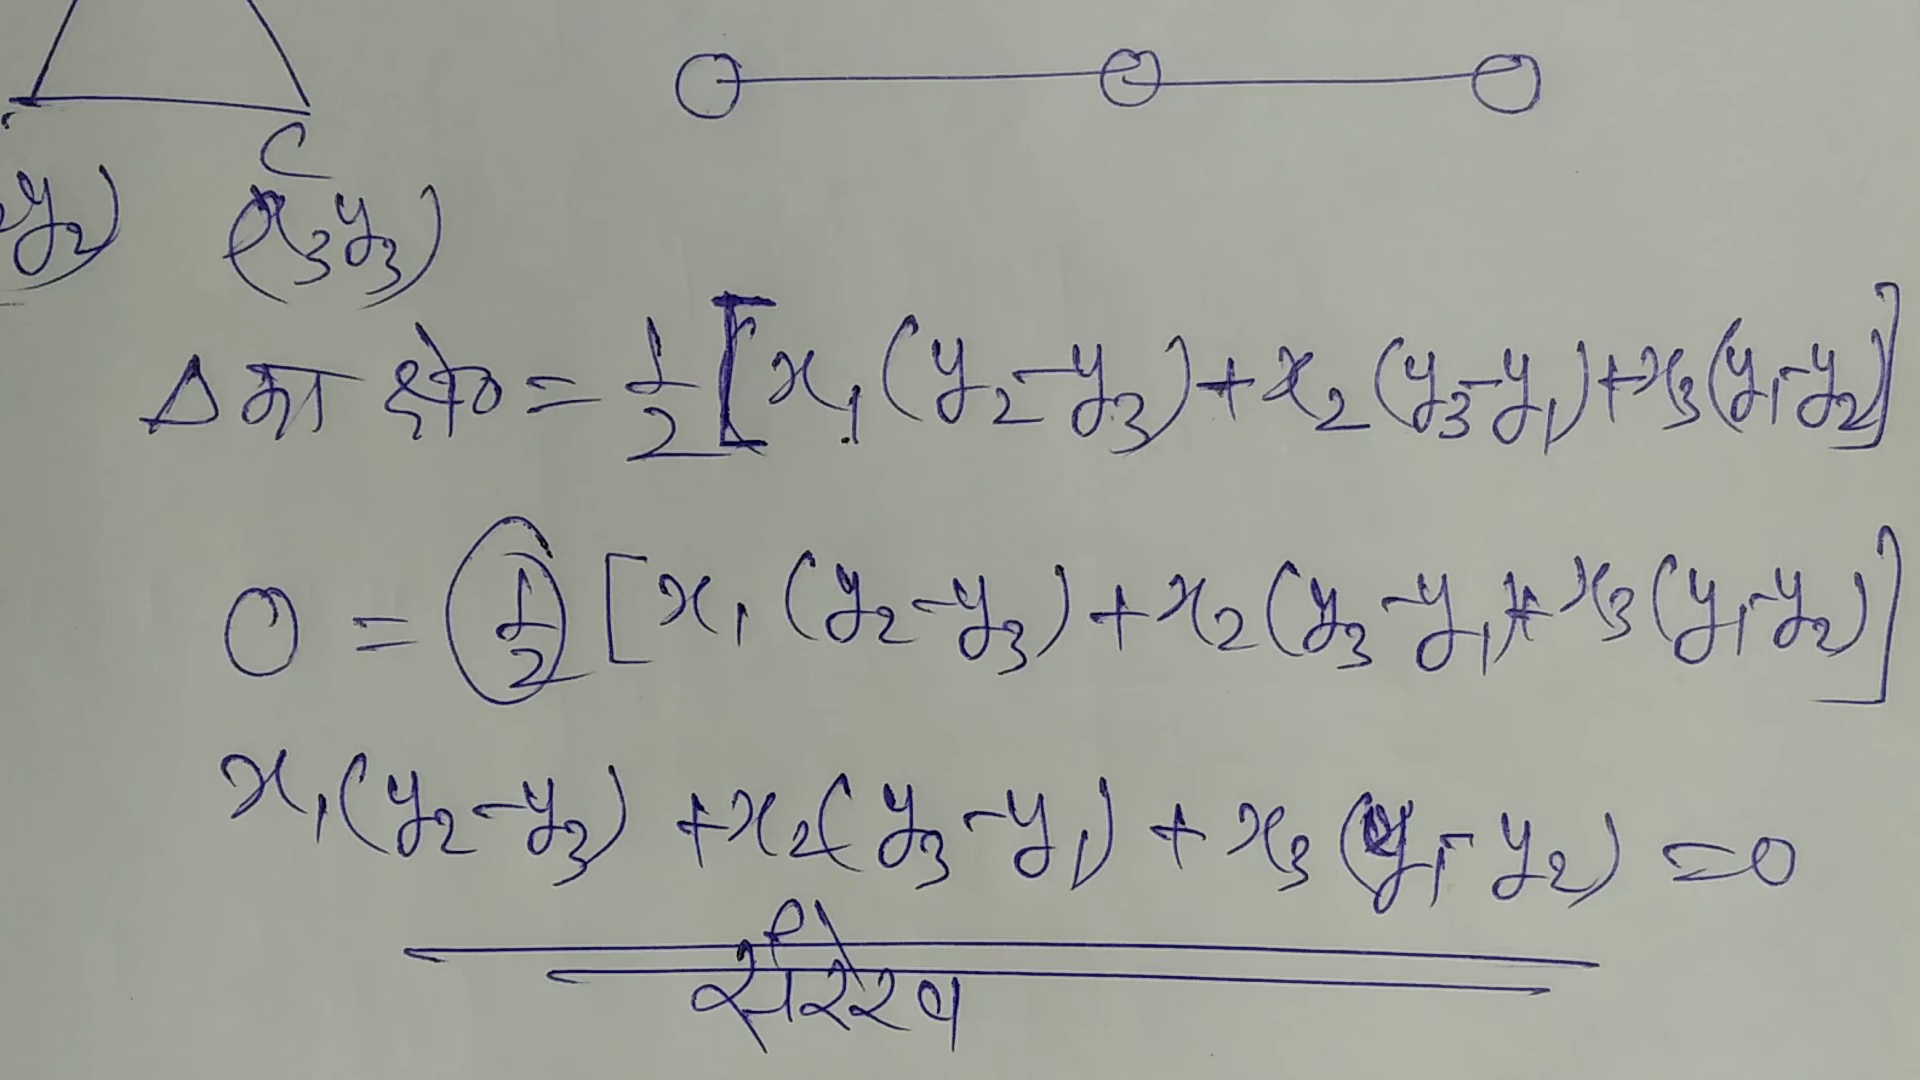 C
y₂) (x₃y₃)
Δ का क्षे० = 1/2 [x₁(y₂-y₃)+x₂(y₃-y₁)+x₃(y₁-y₂)]
0 = 1/2 [x₁(y₂-y₃)+x₂(y₃-y₁)+x₃(y₁-y₂)]
x₁(y₂-y₃)+x₂(y₃-y₁)+x₃(y₁-y₂)=0